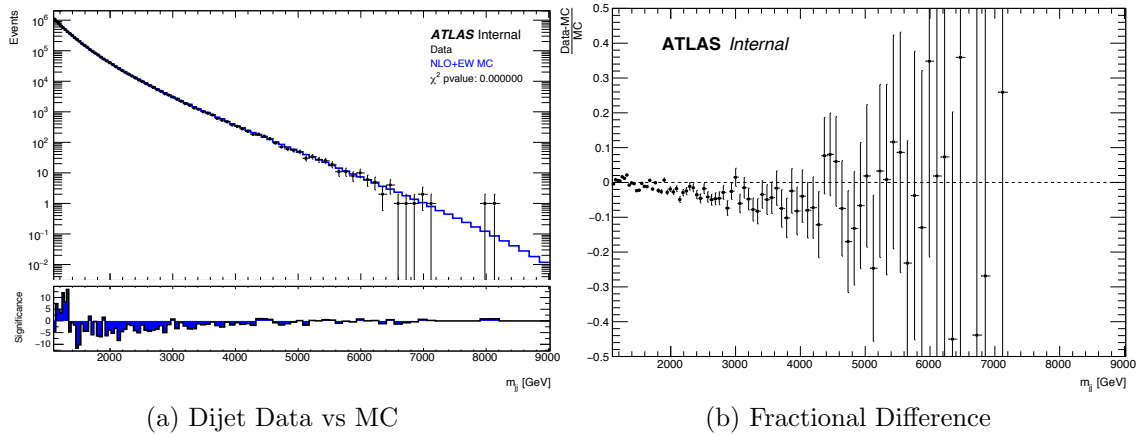 Events
10⁶
10⁵
10⁴
10³
10²
10
1
10⁻¹
10⁻²
ATLAS Internal
Data
NLO+EW MC
χ² pvalue: 0.000000
Significance
10
5
0
−5
−10
2000 3000 4000 5000 6000 7000 8000 9000
m_jj [GeV]
(a) Dijet Data vs MC
Data-MC
MC
0.5
0.4
0.3
0.2
0.1
0
−0.1
−0.2
−0.3
−0.4
−0.5
ATLAS Internal
2000 3000 4000 5000 6000 7000 8000 9000
m_jj [GeV]
(b) Fractional Difference